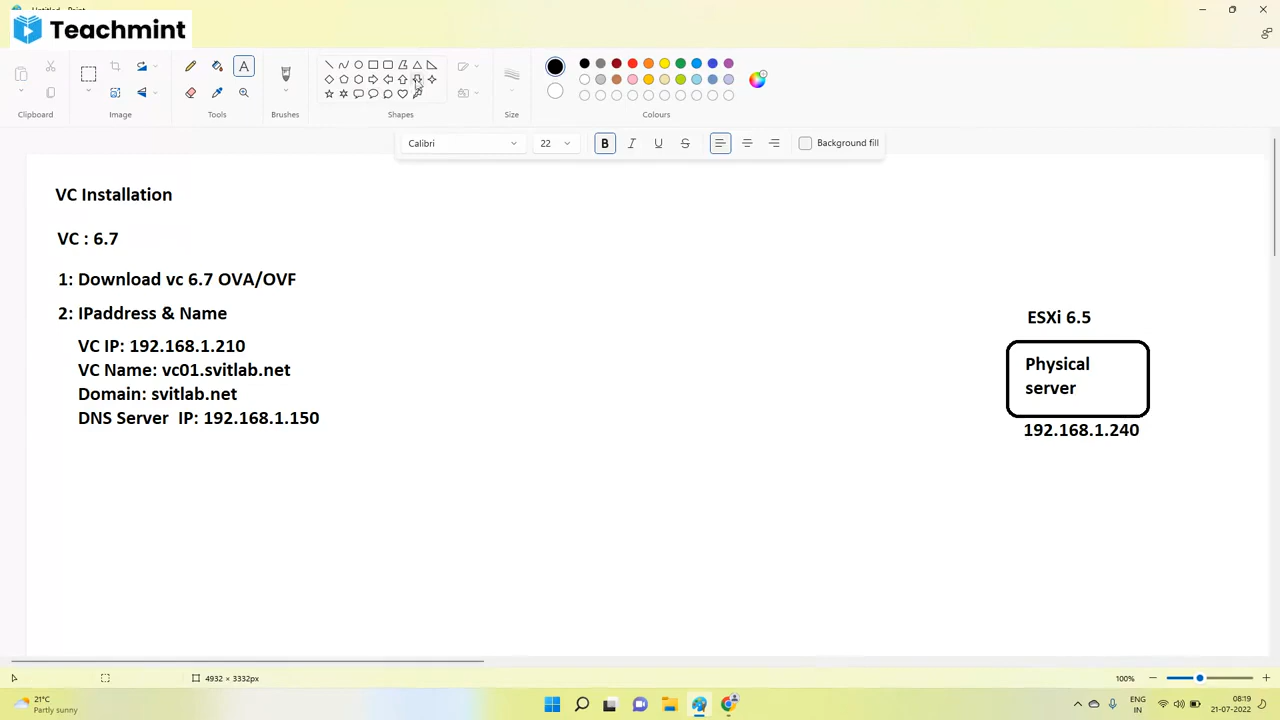 Untitled - Paint
Teachmint
Clipboard
Image
Tools
Brushes
Shapes
Size
Colours
Calibri
22
B
I
U
S
Background fill
VC Installation
VC : 6.7
1: Download vc 6.7 OVA/OVF
2: IPaddress & Name
VC IP: 192.168.1.210
VC Name: vc01.svitlab.net
Domain: svitlab.net
DNS Server IP: 192.168.1.150
ESXi 6.5
Physical
server
192.168.1.240
4932 × 3332px
100%
21°C
Partly sunny
ENG
IN
08:19
21-07-2022